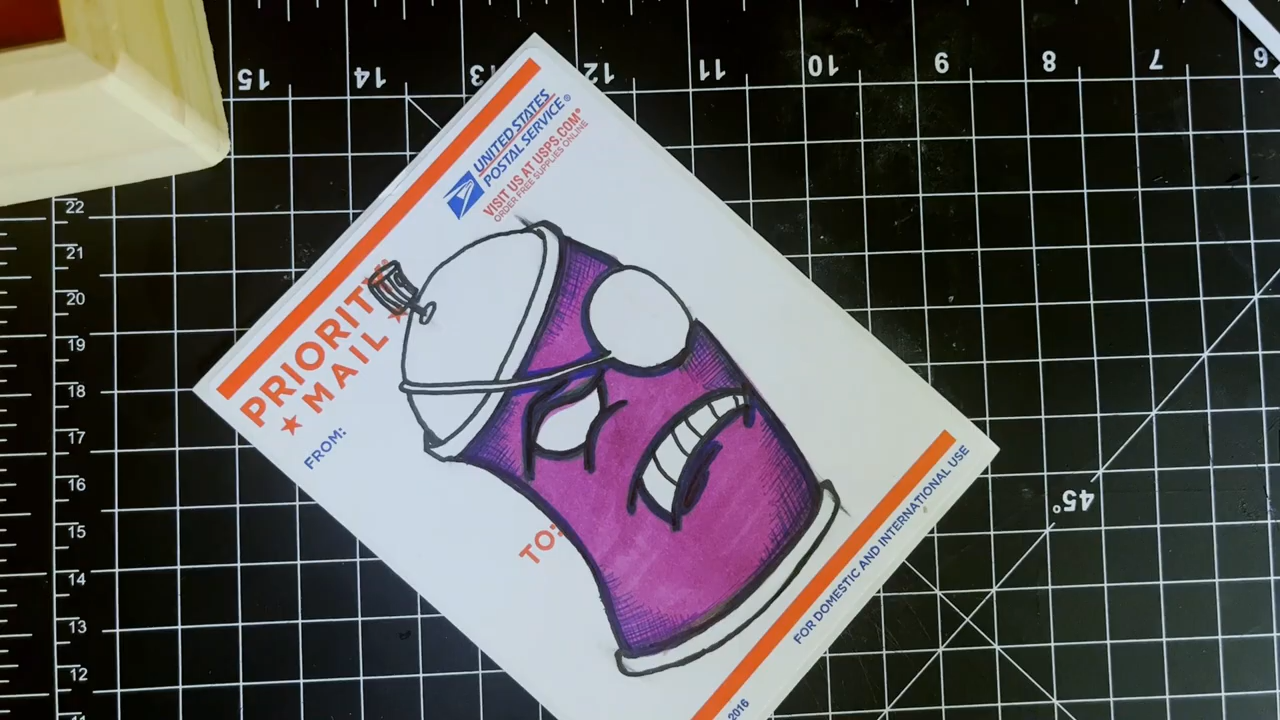 15 14 13 12 11 10 9 8 7 6
UNITED STATES
POSTAL SERVICE®
VISIT US AT USPS.COM®
ORDER FREE SUPPLIES ONLINE
PRIORITY
★ MAIL ★
FROM:
TO:
FOR DOMESTIC AND INTERNATIONAL USE
2016
22
21
20
19
18
17
16
15
14
13
12
45°